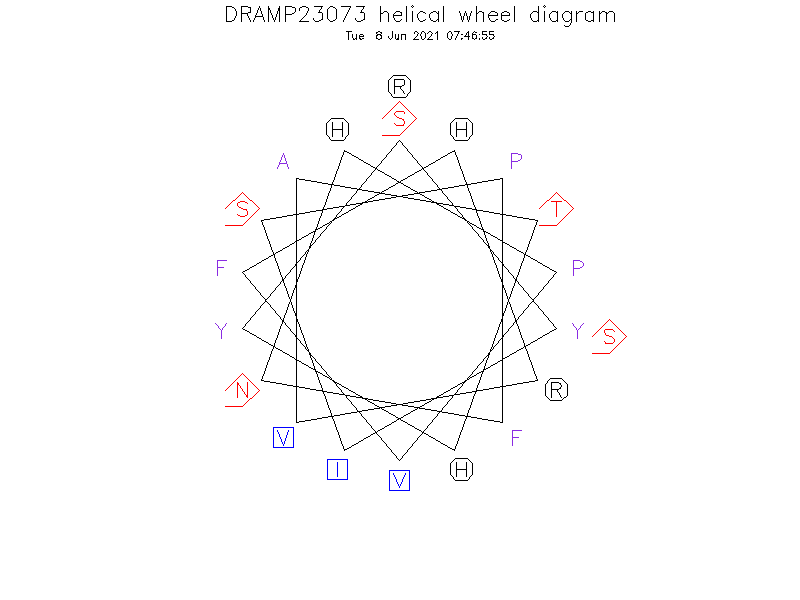 DRAMP23073 helical wheel diagram
Tue 8 Jun 2021 07:46:55
R
H S H
A P
S T
F P
Y Y S
N R
V F
I V H